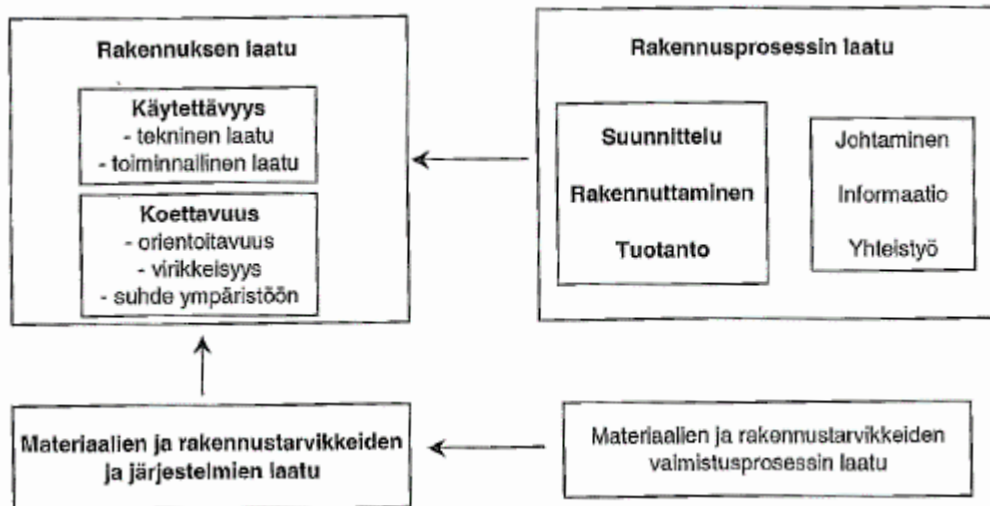 Rakennuksen laatu
Käytettävyys
- tekninen laatu
- toiminnallinen laatu
Koettavuus
- orientoitavuus
- virikkeisyys
- suhde ympäristöön
Rakennusprosessin laatu
Suunnittelu
Rakennuttaminen
Tuotanto
Johtaminen
Informaatio
Yhteistyö
Materiaalien ja rakennustarvikkeiden
ja järjestelmien laatu
Materiaalien ja rakennustarvikkeiden
valmistusprosessin laatu